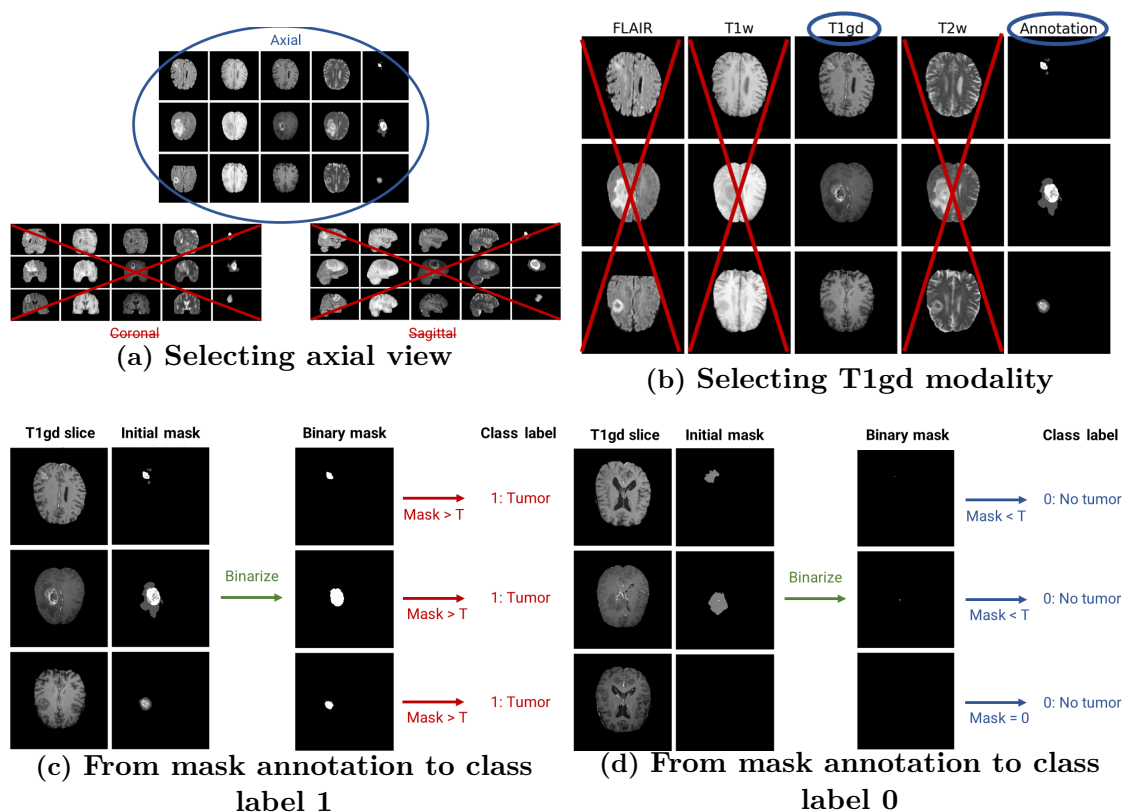 Axial
Coronal
Sagittal
(a) Selecting axial view
FLAIR T1w T1gd T2w Annotation
(b) Selecting T1gd modality
T1gd slice Initial mask Binary mask Class label
Mask > T 1: Tumor
Binarize
Mask > T 1: Tumor
Mask > T 1: Tumor
(c) From mask annotation to class
label 1
T1gd slice Initial mask Binary mask Class label
Mask < T 0: No tumor
Binarize
Mask < T 0: No tumor
Mask = 0 0: No tumor
(d) From mask annotation to class
label 0